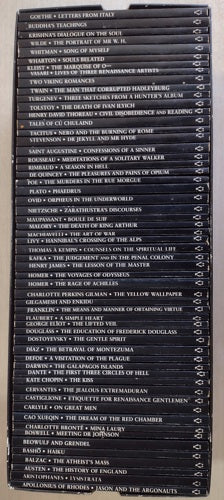 GOETHE • LETTERS FROM ITALY
BUDDHA'S TEACHINGS
KRISHNA'S DIALOGUE ON THE SOUL
WILDE • THE PORTRAIT OF MR W. H.
WHITMAN • SONG OF MYSELF
WHARTON • SOULS BELATED
KLEIST • THE MARQUISE OF O—
VASARI • LIVES OF THREE RENAISSANCE ARTISTS
TWO VIKING ROMANCES
TWAIN • THE MAN THAT CORRUPTED HADLEYBURG
TURGENEV • THREE SKETCHES FROM A HUNTER'S ALBUM
TOLSTOY • THE DEATH OF IVAN ILYICH
HENRY DAVID THOREAU • CIVIL DISOBEDIENCE AND READING
TALES OF CÚ CHULAIND
TACITUS • NERO AND THE BURNING OF ROME
STEVENSON • DR JEKYLL AND MR HYDE
SAINT AUGUSTINE • CONFESSIONS OF A SINNER
ROUSSEAU • MEDITATIONS OF A SOLITARY WALKER
RIMBAUD • A SEASON IN HELL
DE QUINCEY • THE PLEASURES AND PAINS OF OPIUM
POE • THE MURDERS IN THE RUE MORGUE
PLATO • PHAEDRUS
OVID • ORPHEUS IN THE UNDERWORLD
NIETZSCHE • ZARATHUSTRA'S DISCOURSES
MAUPASSANT • BOULE DE SUIF
MALORY • THE DEATH OF KING ARTHUR
MACHIAVELLI • THE ART OF WAR
LIVY • HANNIBAL'S CROSSING OF THE ALPS
THOMAS À KEMPIS • COUNSELS ON THE SPIRITUAL LIFE
KAFKA • THE JUDGEMENT AND IN THE PENAL COLONY
HENRY JAMES • THE LESSON OF THE MASTER
HOMER • THE VOYAGES OF ODYSSEUS
HOMER • THE RAGE OF ACHILLES
CHARLOTTE PERKINS GILMAN • THE YELLOW WALLPAPER
GILGAMESH AND ENKIDU
FRANKLIN • THE MEANS AND MANNER OF OBTAINING VIRTUE
FLAUBERT • A SIMPLE HEART
GEORGE ELIOT • THE LIFTED VEIL
DOUGLASS • THE EDUCATION OF FREDERICK DOUGLASS
DOSTOYEVSKY • THE GENTLE SPIRIT
DÍAZ • THE BETRAYAL OF MONTEZUMA
DEFOE • A VISITATION OF THE PLAGUE
DARWIN • THE GALAPAGOS ISLANDS
DANTE • THE FIRST THREE CIRCLES OF HELL
KATE CHOPIN • THE KISS
CERVANTES • THE JEALOUS EXTREMADURAN
CASTIGLIONE • ETIQUETTE FOR RENAISSANCE GENTLEMEN
CARLYLE • ON GREAT MEN
CAO XUEQIN • THE DREAM OF THE RED CHAMBER
CHARLOTTE BRONTË • MINA LAURY
BOSWELL • MEETING DR JOHNSON
BEOWULF AND GRENDEL
BASHŌ • HAIKU
BALZAC • THE ATHEIST'S MASS
AUSTEN • THE HISTORY OF ENGLAND
ARISTOPHANES • LYSISTRATA
APOLLONIUS OF RHODES • JASON AND THE ARGONAUTS